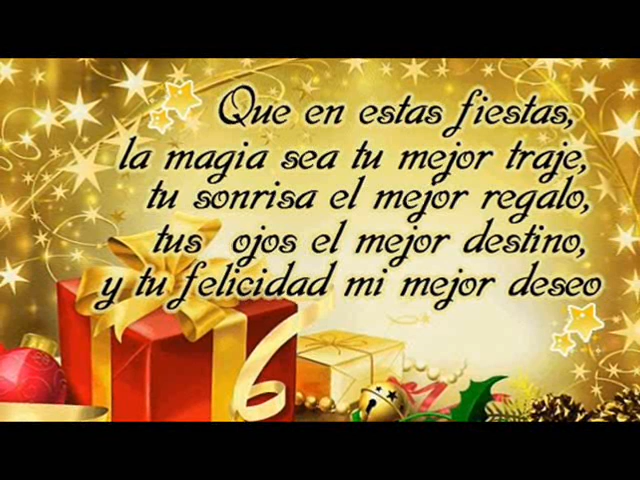 Que en estas fiestas,
la magia sea tu mejor traje,
tu sonrisa el mejor regalo,
tus ojos el mejor destino,
y tu felicidad mi mejor deseo